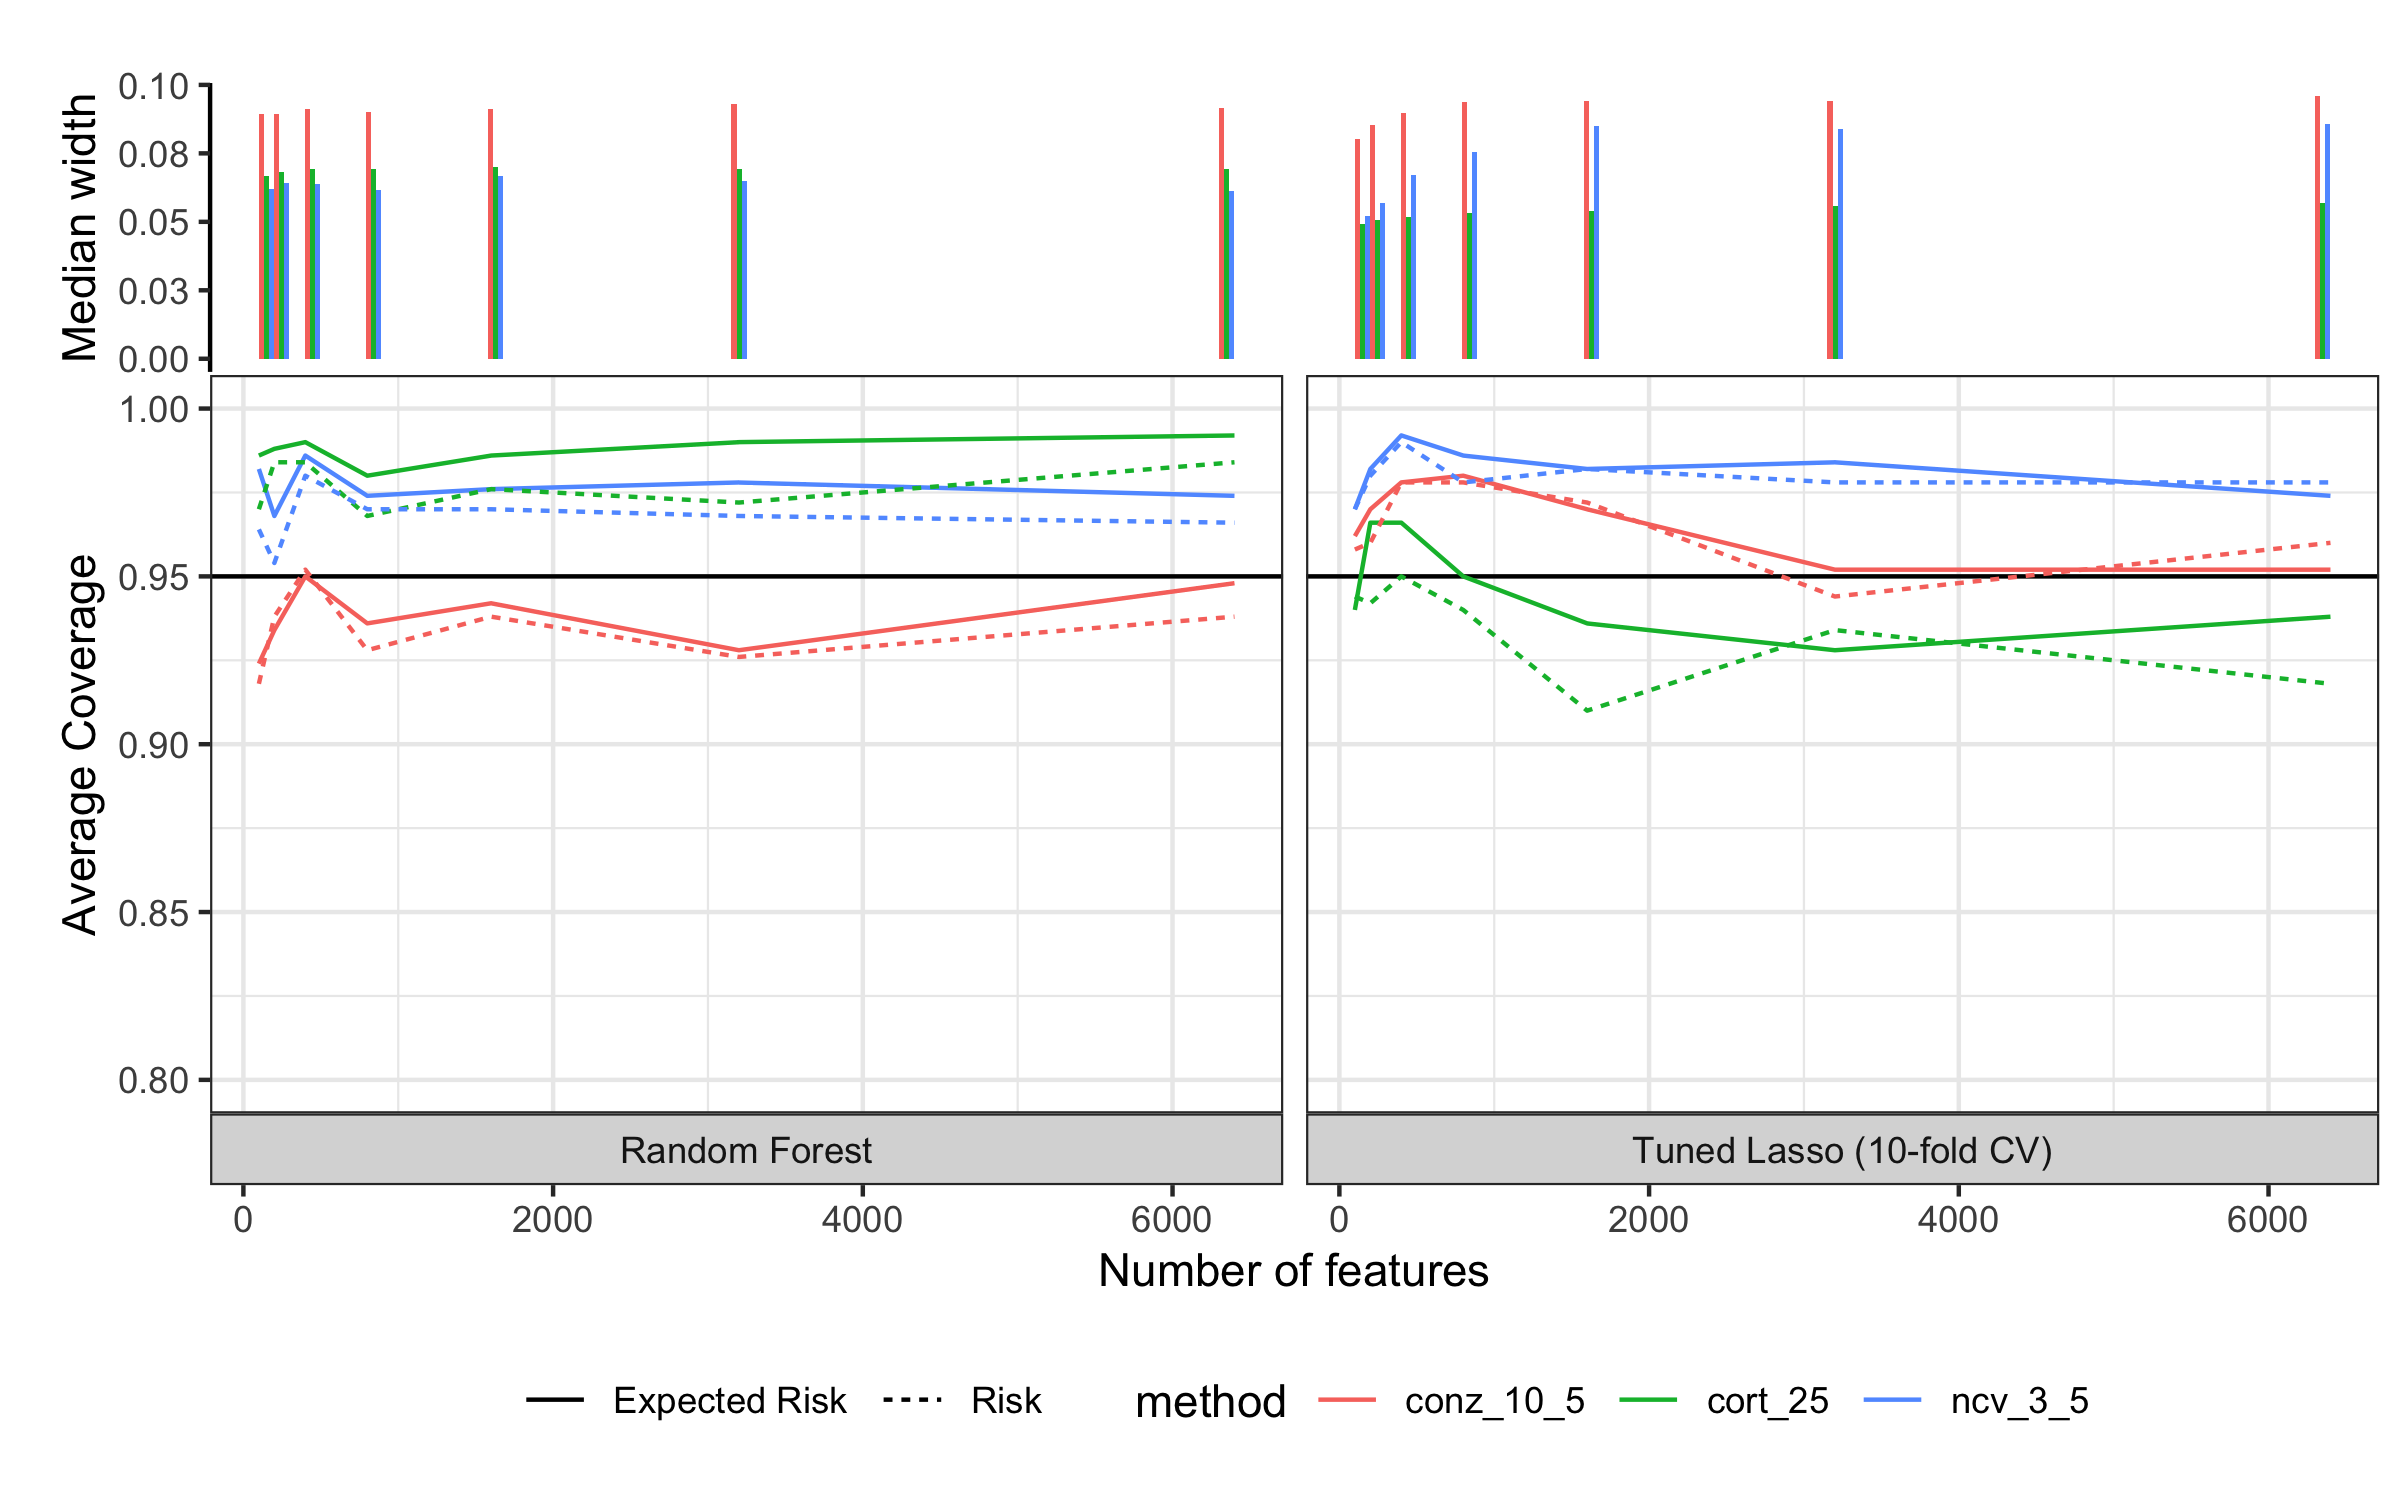 Median width
0.10
0.08
0.05
0.03
0.00
Average Coverage
1.00
0.95
0.90
0.85
0.80
Random Forest
Tuned Lasso (10-fold CV)
0 2000 4000 6000 0 2000 4000 6000
Number of features
Expected Risk Risk method conz_10_5 cort_25 ncv_3_5